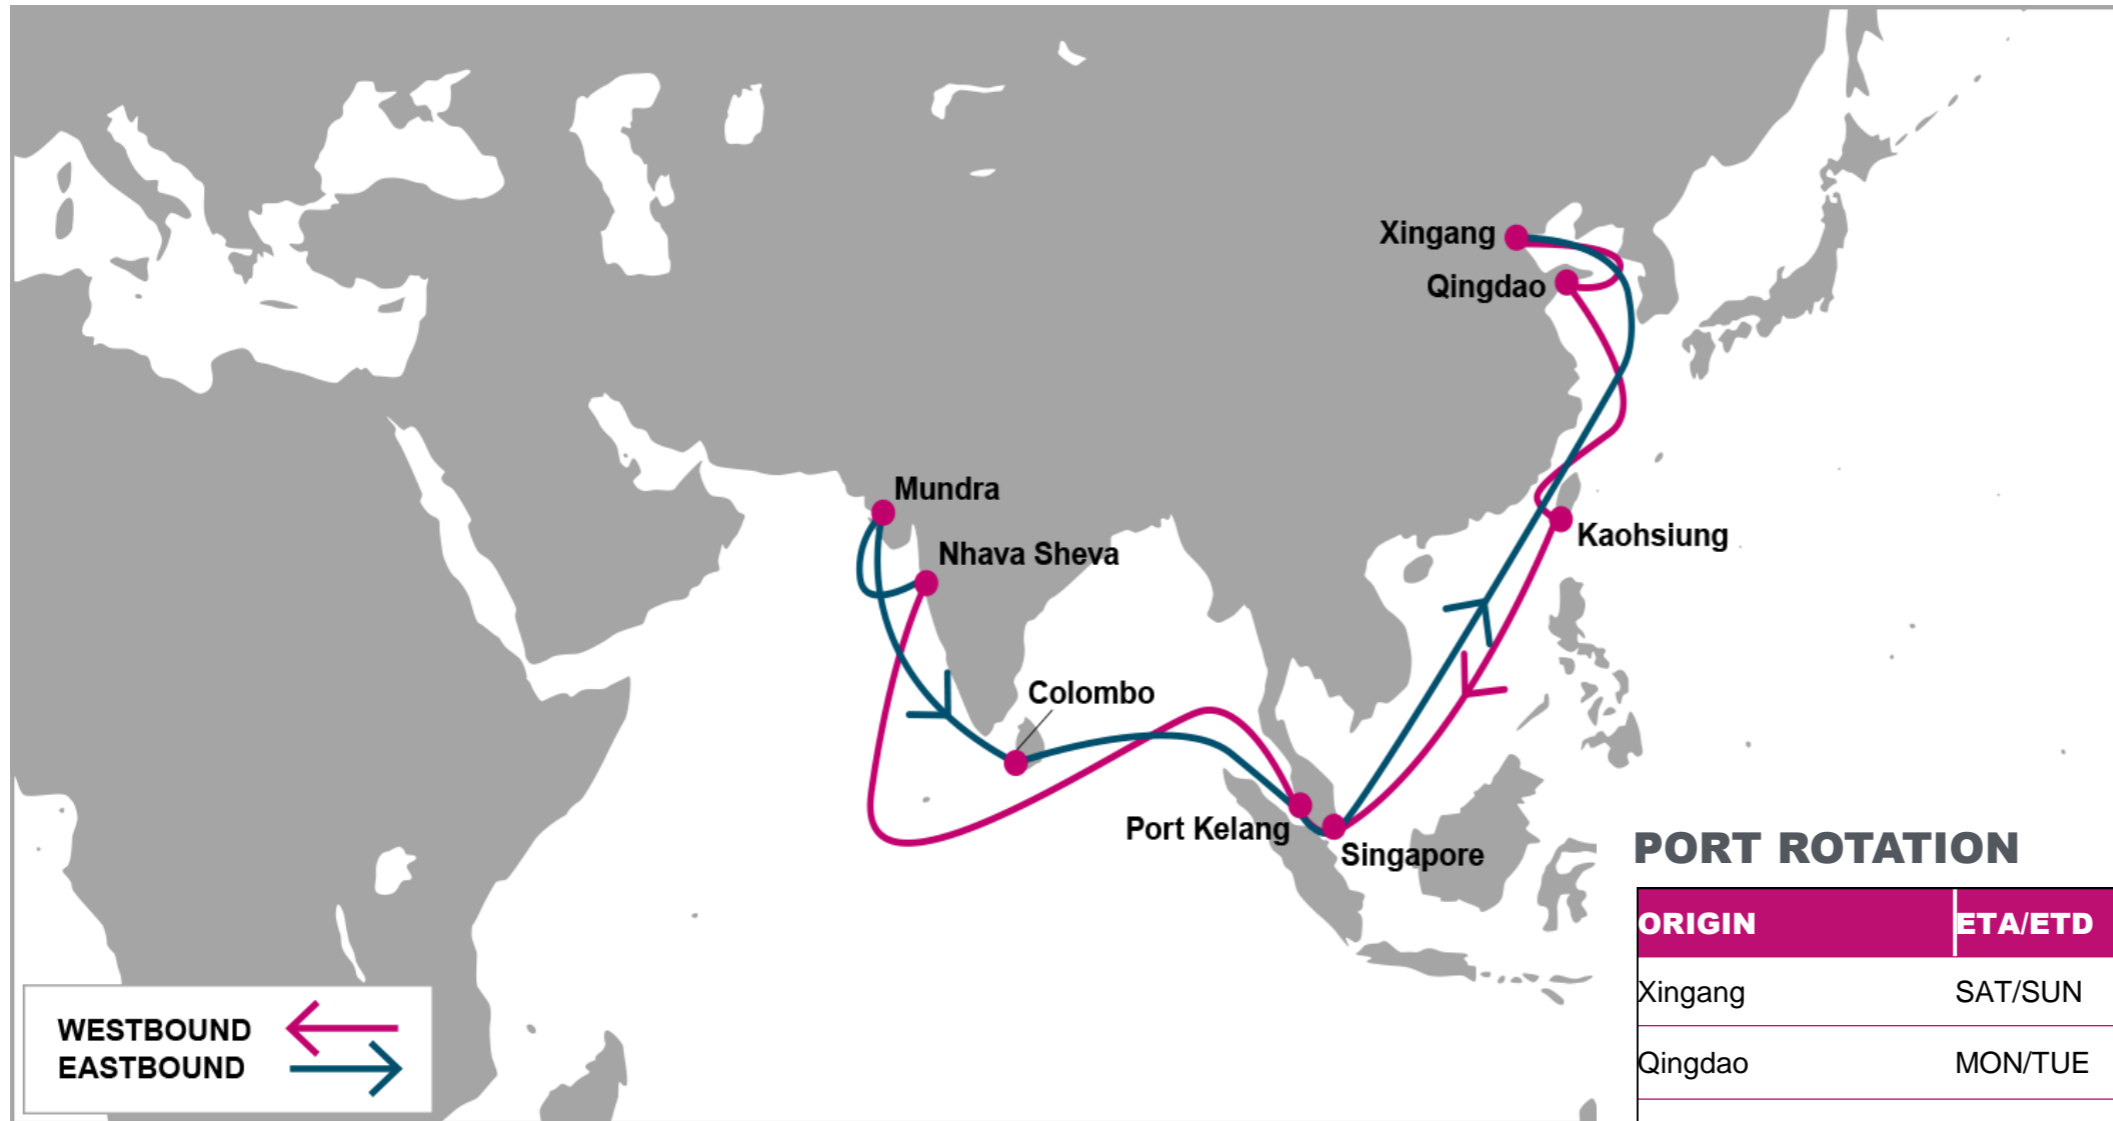 Xingang
Qingdao
Mundra
Nhava Sheva
Kaohsiung
Colombo
Port Kelang
Singapore
WESTBOUND
EASTBOUND
PORT ROTATION
ORIGIN ETA/ETD
Xingang SAT/SUN
Qingdao MON/TUE